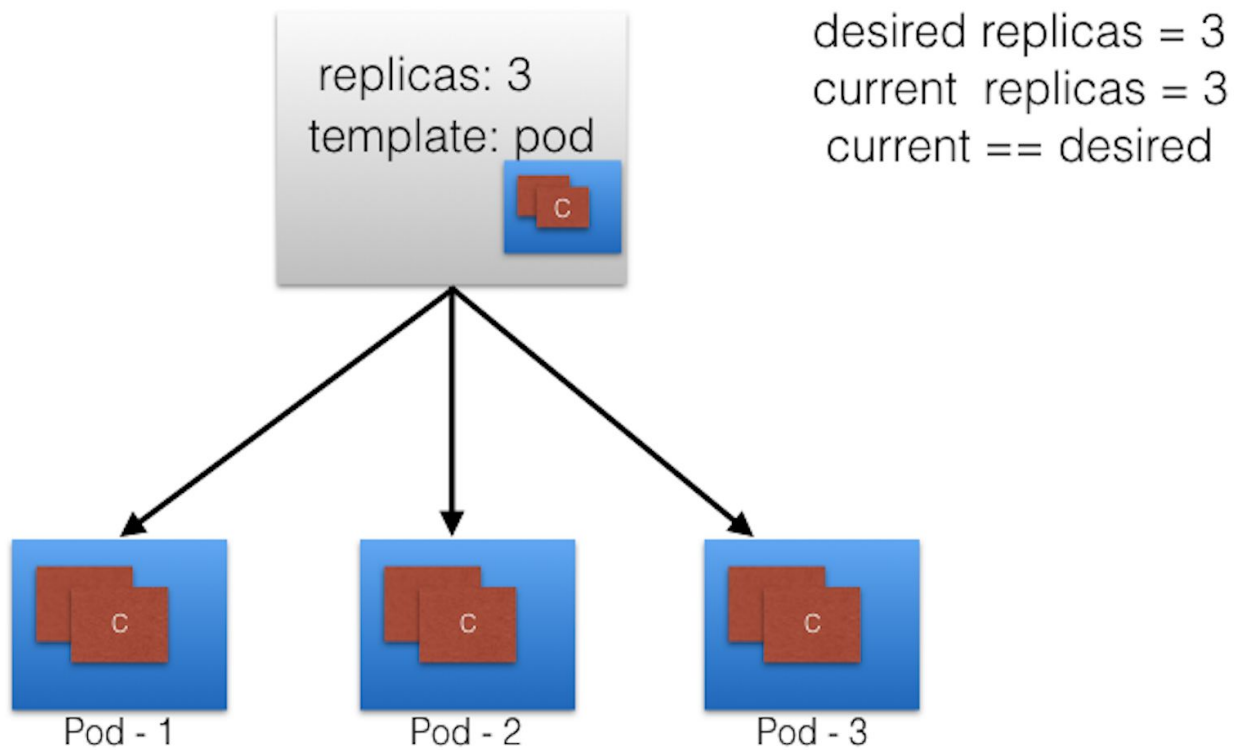 replicas: 3
template: pod
C
desired replicas = 3
current replicas = 3
current == desired
C
C
C
Pod - 1
Pod - 2
Pod - 3